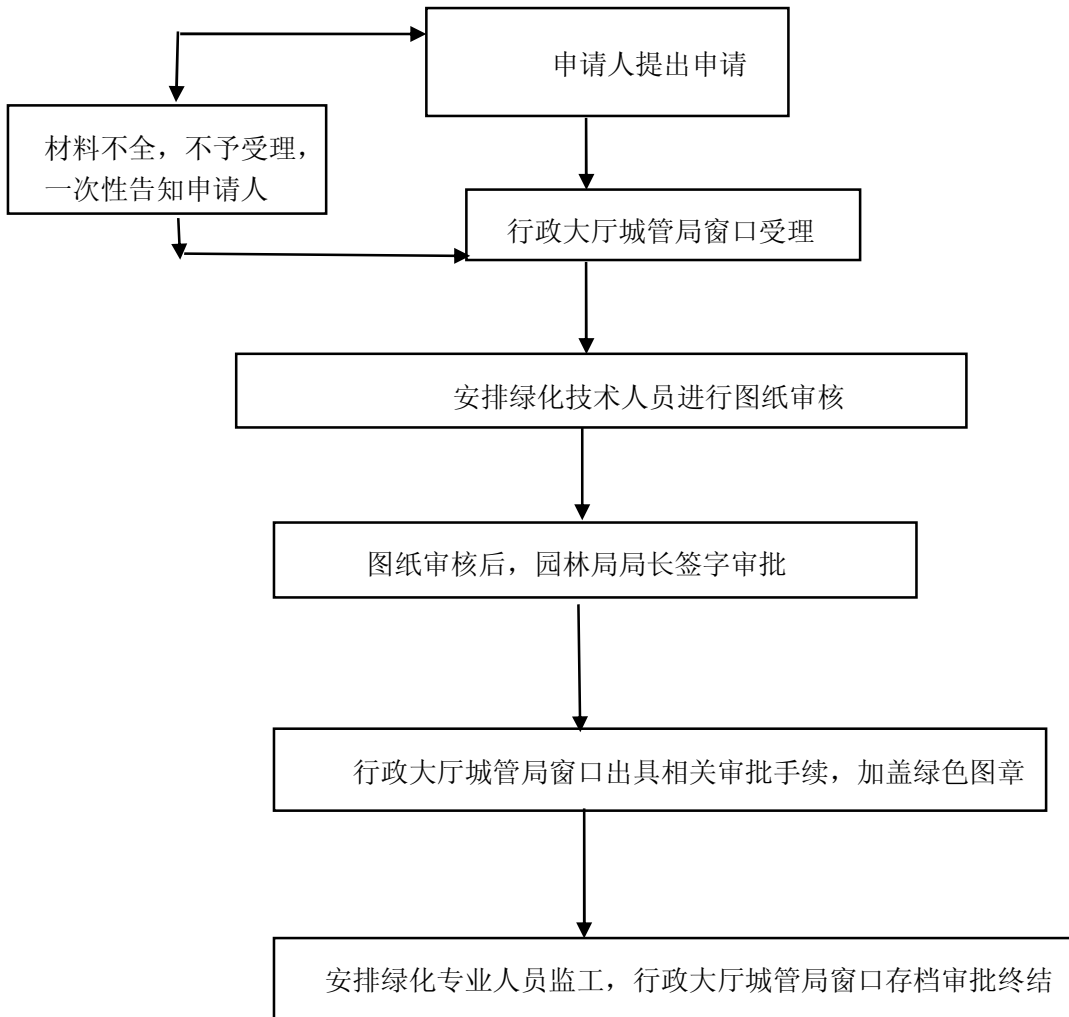 申请人提出申请
材料不全，不予受理，
一次性告知申请人
行政大厅城管局窗口受理
安排绿化技术人员进行图纸审核
图纸审核后，园林局局长签字审批
行政大厅城管局窗口出具相关审批手续，加盖绿色图章
安排绿化专业人员监工，行政大厅城管局窗口存档审批终结